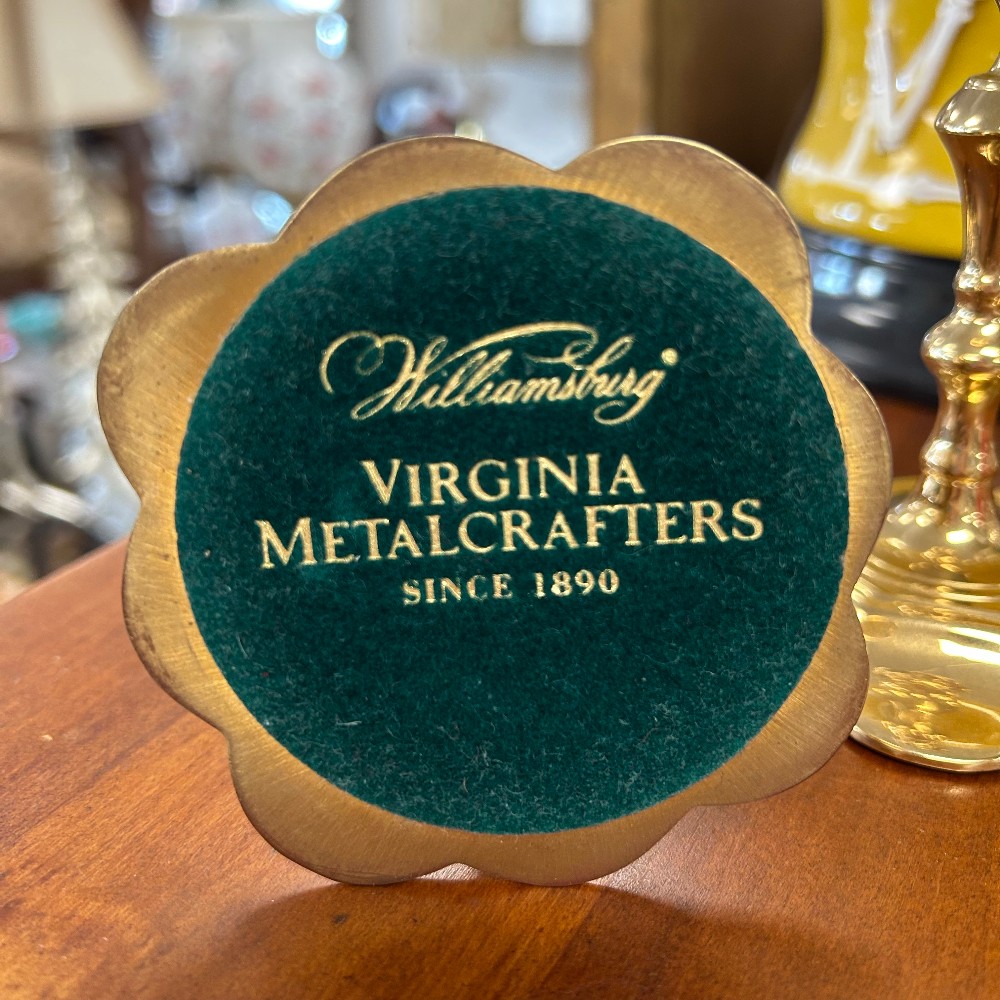 Williamsburg
VIRGINIA
METALCRAFTERS
SINCE 1890